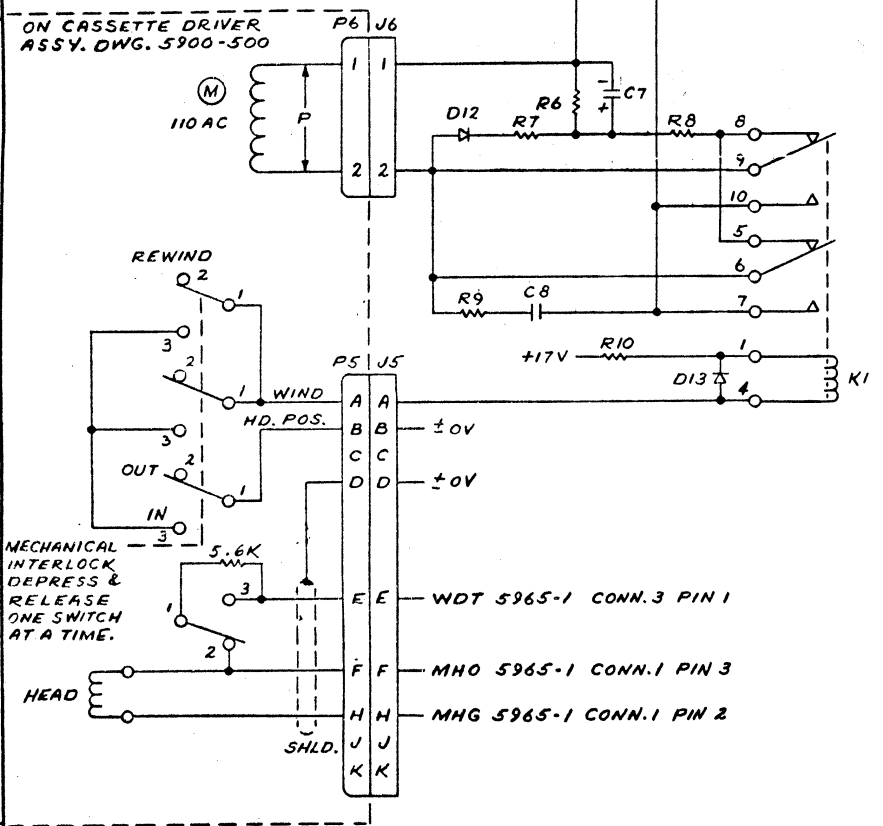 ON CASSETTE DRIVER
ASSY. DWG. 5900-500
P6 J6
1 1
M
110 AC
P
2 2
D12
R7
R6
-
+
C7
R8
8
9
10
5
6
7
R9
C8
+17V
R10
1
D13
4
K1
REWIND
2
1
3
2
1
WIND
3
HD. POS.
2
OUT
1
IN
3
P5 J5
A A
B B
± 0V
C C
D D
± 0V
E E
WDT 5965-1 CONN. 3 PIN 1
F F
MHO 5965-1 CONN. 1 PIN 3
H H
MHG 5965-1 CONN. 1 PIN 2
J J
K K
MECHANICAL
INTERLOCK
DEPRESS &
RELEASE
ONE SWITCH
AT A TIME.
5.6K
3
1
2
HEAD
SHLD.